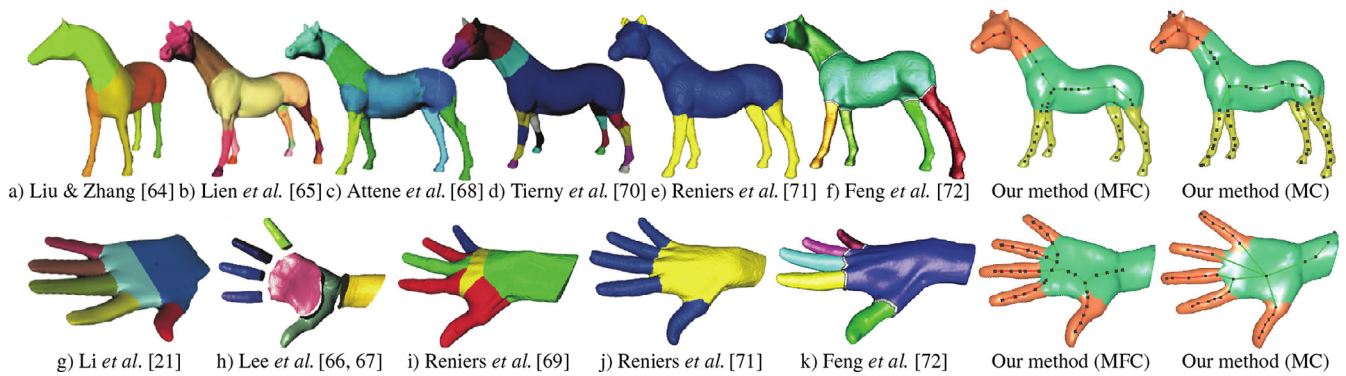 a) Liu & Zhang [64] b) Lien et al. [65] c) Attene et al. [68] d) Tierny et al. [70] e) Reniers et al. [71] f) Feng et al. [72] Our method (MFC) Our method (MC)
g) Li et al. [21] h) Lee et al. [66, 67] i) Reniers et al. [69] j) Reniers et al. [71] k) Feng et al. [72] Our method (MFC) Our method (MC)